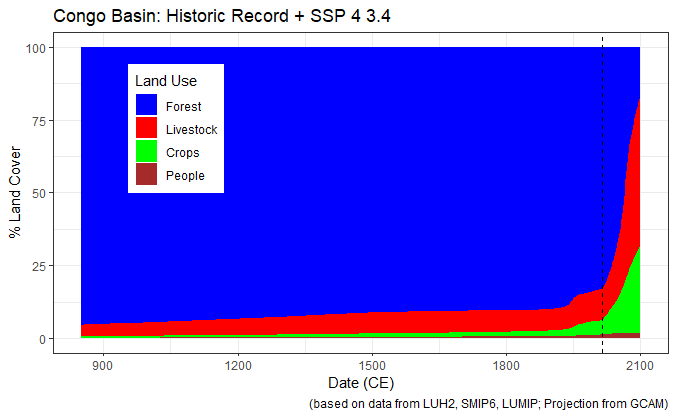 Congo Basin: Historic Record + SSP 4 3.4
% Land Cover
100
75
50
25
0
Land Use
Forest
Livestock
Crops
People
900 1200 1500 1800 2100
Date (CE)
(based on data from LUH2, SMIP6, LUMIP; Projection from GCAM)